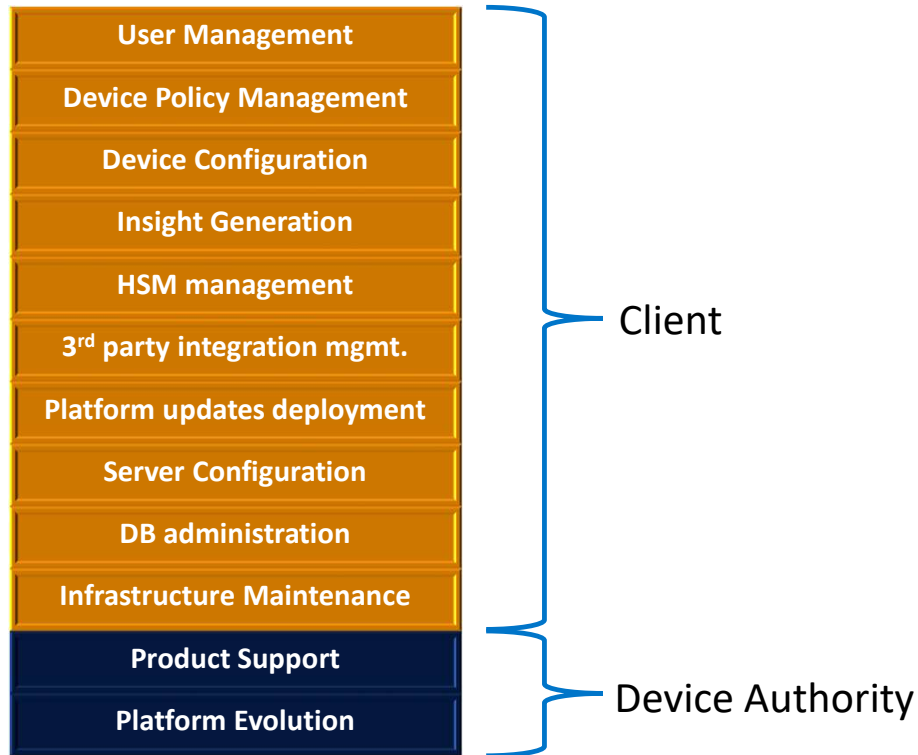 User Management
Device Policy Management
Device Configuration
Insight Generation
HSM management
3rd party integration mgmt.
Platform updates deployment
Server Configuration
DB administration
Infrastructure Maintenance
Product Support
Platform Evolution
Client
Device Authority